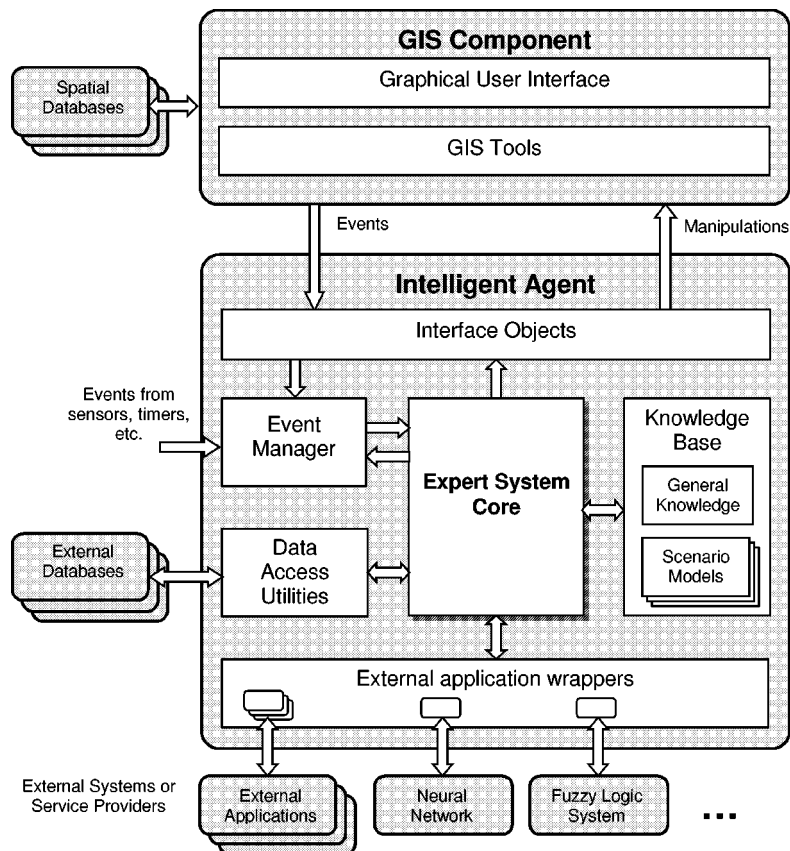 GIS Component
Graphical User Interface
Spatial
Databases
GIS Tools
Events
Manipulations
Intelligent Agent
Interface Objects
Events from
sensors, timers,
etc.
Event
Manager
Expert System
Core
Knowledge
Base
General
Knowledge
Scenario
Models
External
Databases
Data
Access
Utilities
External application wrappers
External Systems or
Service Providers
External
Applications
Neural
Network
Fuzzy Logic
System
...